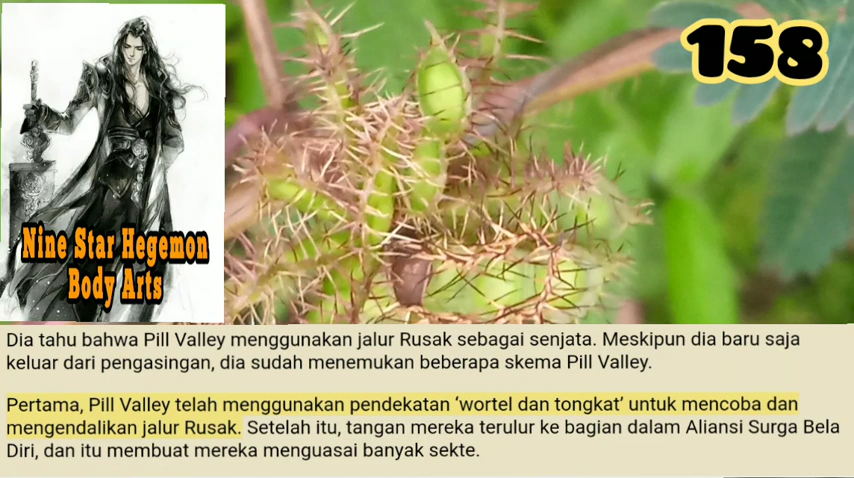 158
Nine Star Hegemon
Body Arts
Dia tahu bahwa Pill Valley menggunakan jalur Rusak sebagai senjata. Meskipun dia baru saja
keluar dari pengasingan, dia sudah menemukan beberapa skema Pill Valley.
Pertama, Pill Valley telah menggunakan pendekatan ‘wortel dan tongkat’ untuk mencoba dan
mengendalikan jalur Rusak. Setelah itu, tangan mereka terulur ke bagian dalam Aliansi Surga Bela
Diri, dan itu membuat mereka menguasai banyak sekte.